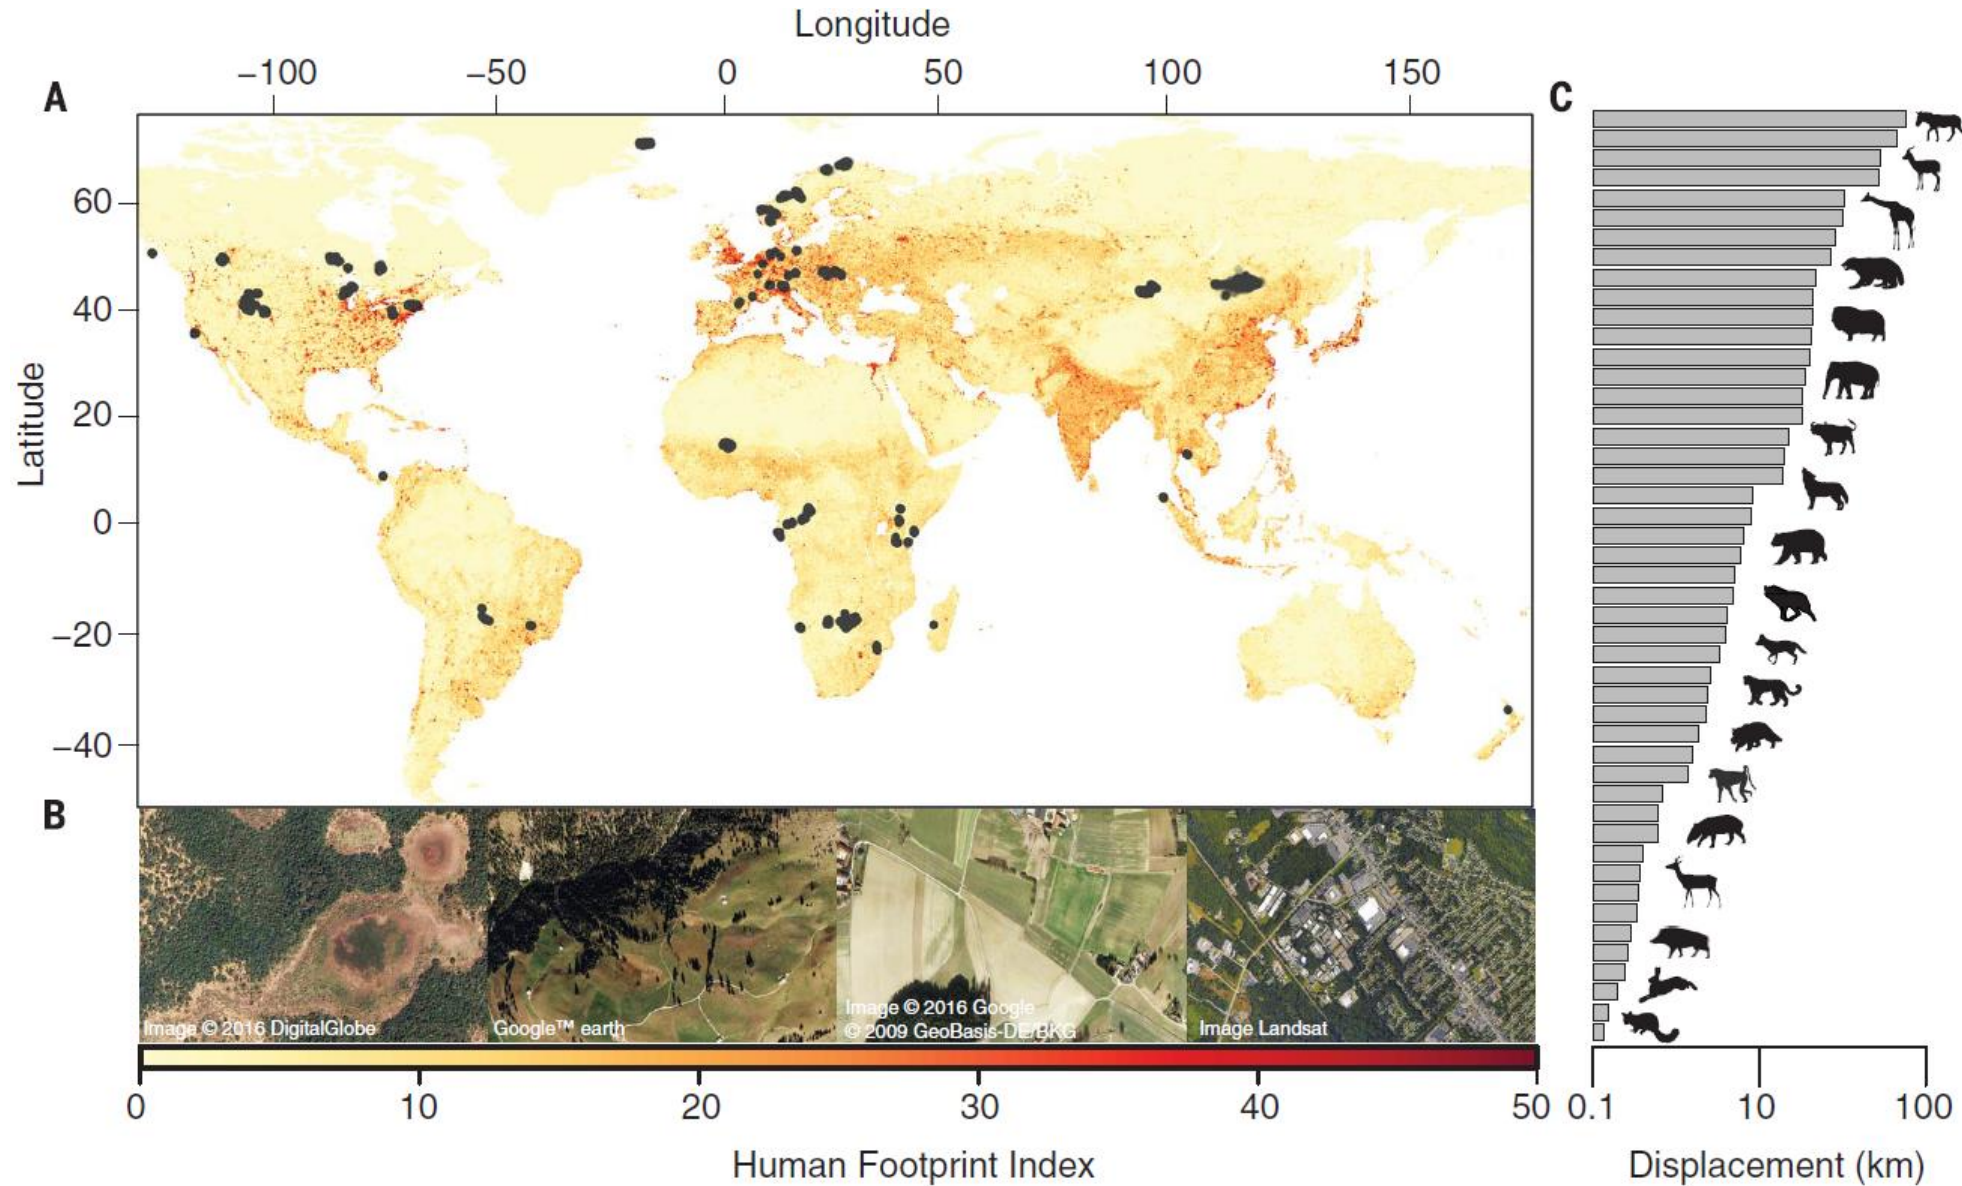 Longitude
−100 −50 0 50 100 150
A
C
Latitude
60
40
20
0
−20
−40
B
Image © 2016 DigitalGlobe
Google™ earth
Image © 2016 Google
© 2009 GeoBasis-DE/BKG
Image Landsat
0 10 20 30 40 50
Human Footprint Index
0.1 10 100
Displacement (km)